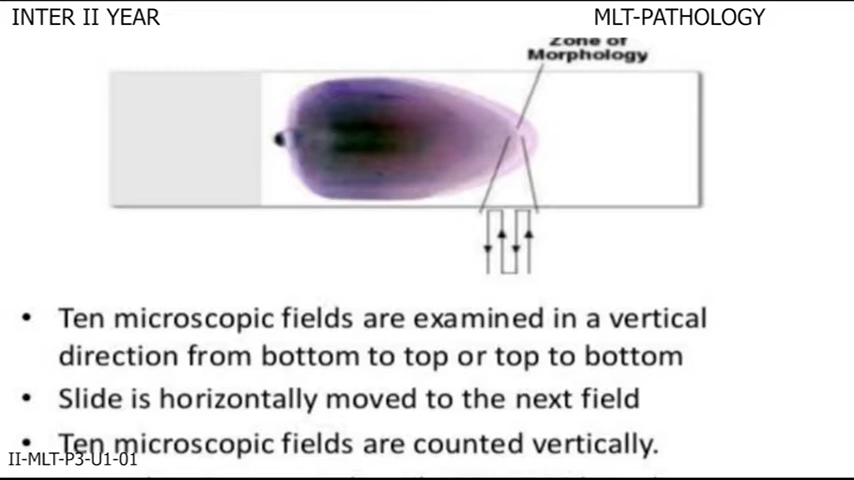 INTER II YEAR
MLT-PATHOLOGY
Zone of
Morphology
• Ten microscopic fields are examined in a vertical
direction from bottom to top or top to bottom
• Slide is horizontally moved to the next field
• Ten microscopic fields are counted vertically.
II-MLT-P3-U1-01